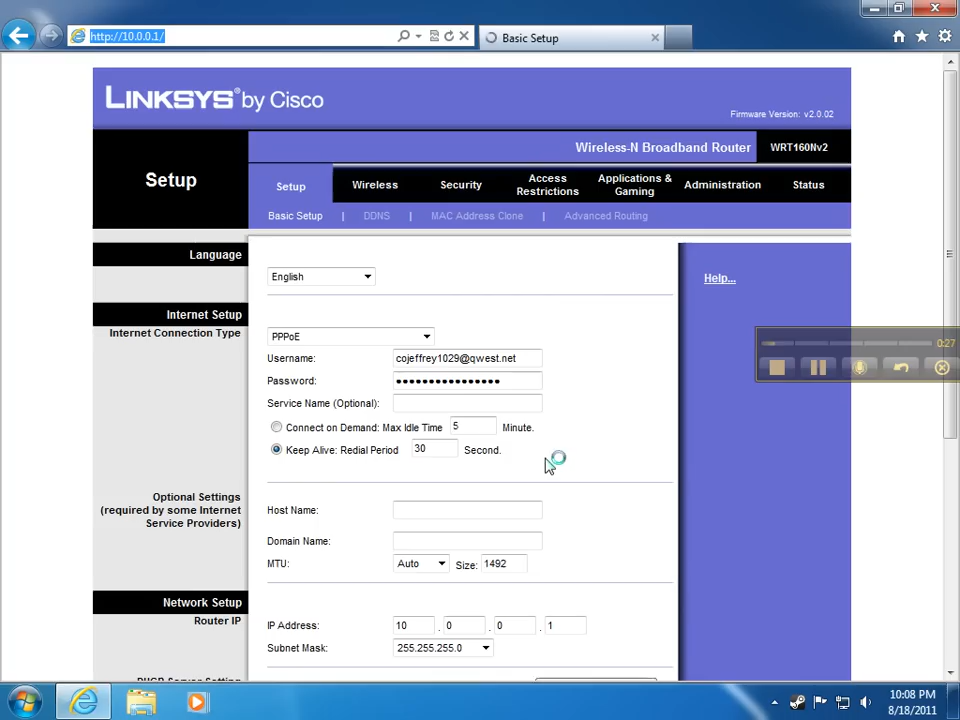 http://10.0.0.1/
Basic Setup
LINKSYS® by Cisco
Firmware Version: v2.0.02
Wireless-N Broadband Router
WRT160Nv2
Setup
Setup
Wireless
Security
Access Restrictions
Applications & Gaming
Administration
Status
Basic Setup | DDNS | MAC Address Clone | Advanced Routing
Language
English
Help...
Internet Setup
Internet Connection Type
PPPoE
Username: cojeffrey1029@qwest.net
0:27
Password: ••••••••••••••••
Service Name (Optional):
Connect on Demand: Max Idle Time 5 Minute.
Keep Alive: Redial Period 30 Second.
Optional Settings
(required by some Internet
Service Providers)
Host Name:
Domain Name:
MTU: Auto Size: 1492
Network Setup
Router IP
IP Address: 10 . 0 . 0 . 1
Subnet Mask: 255.255.255.0
10:08 PM
8/18/2011